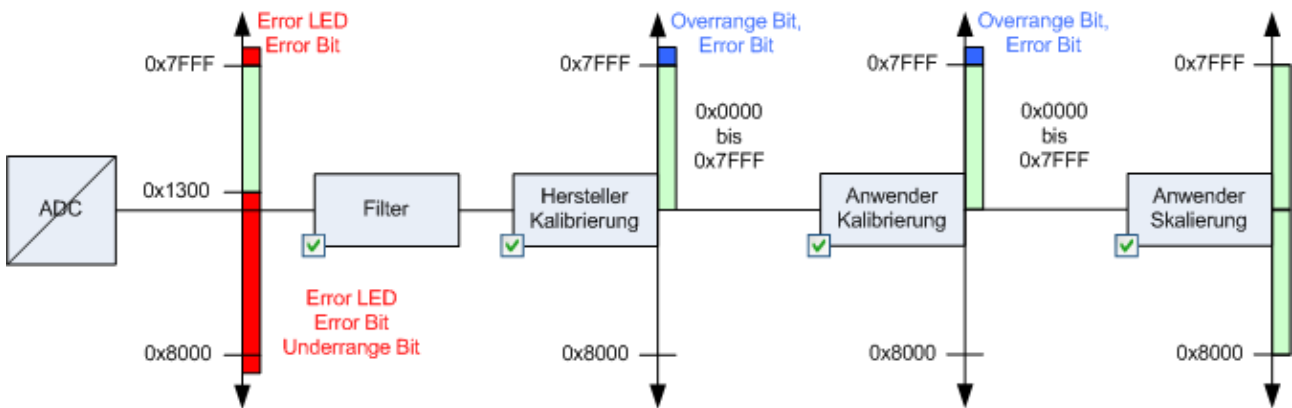 Error LED
Error Bit
0x7FFF
0x1300
ADC
0x8000
Error LED
Error Bit
Underrange Bit
Filter
Hersteller
Kalibrierung
Overrange Bit,
Error Bit
0x7FFF
0x0000
bis
0x7FFF
0x8000
Anwender
Kalibrierung
Overrange Bit,
Error Bit
0x7FFF
0x0000
bis
0x7FFF
0x8000
Anwender
Skalierung
0x7FFF
0x8000